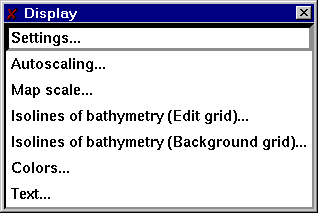 Display
Settings...
Autoscaling...
Map scale...
Isolines of bathymetry (Edit grid)...
Isolines of bathymetry (Background grid)...
Colors...
Text...